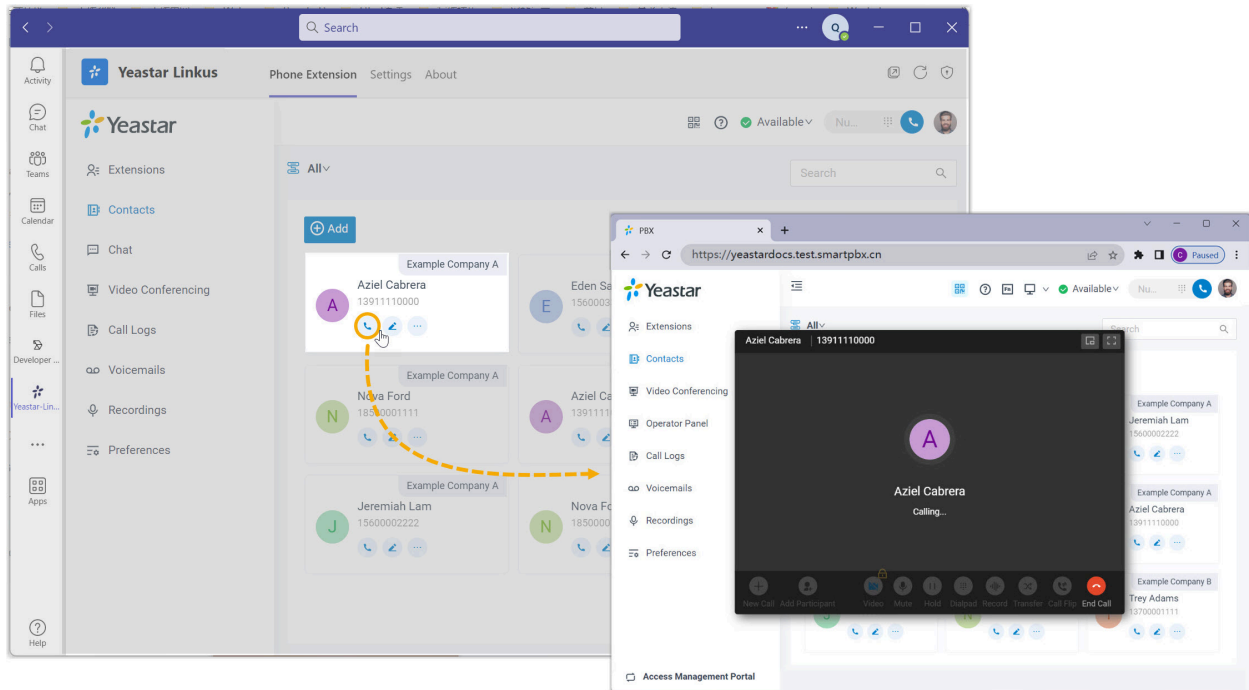 Search
Q
Activity
Chat
Teams
Calendar
Calls
Files
Developer ...
Yeastar-Lin...
Apps
Help
Yeastar Linkus
Phone Extension Settings About
Yeastar
Available
Nu...
Extensions
Contacts
Chat
Video Conferencing
Call Logs
Voicemails
Recordings
Preferences
All
Search
Add
Example Company A
A
Aziel Cabrera
13911110000
E
Eden Sa
1560003
Example Company A
N
Nova Ford
18500001111
A
Aziel Ca
1391111
Example Company A
J
Jeremiah Lam
15600002222
N
Nova Fo
185000
PBX
https://yeastardocs.test.smartpbx.cn
C Paused
Yeastar
Fn
Available
Nu...
Extensions
Contacts
Video Conferencing
Operator Panel
Call Logs
Voicemails
Recordings
Preferences
Access Management Portal
All
Aziel Cabrera 13911110000
A
Aziel Cabrera
Calling...
New Call Add Participant Video Mute Hold Dialpad Record Transfer Call Flip End Call
Example Company A
Jeremiah Lam
15600002222
Example Company A
Aziel Cabrera
13911110000
Example Company B
Trey Adams
13700001111